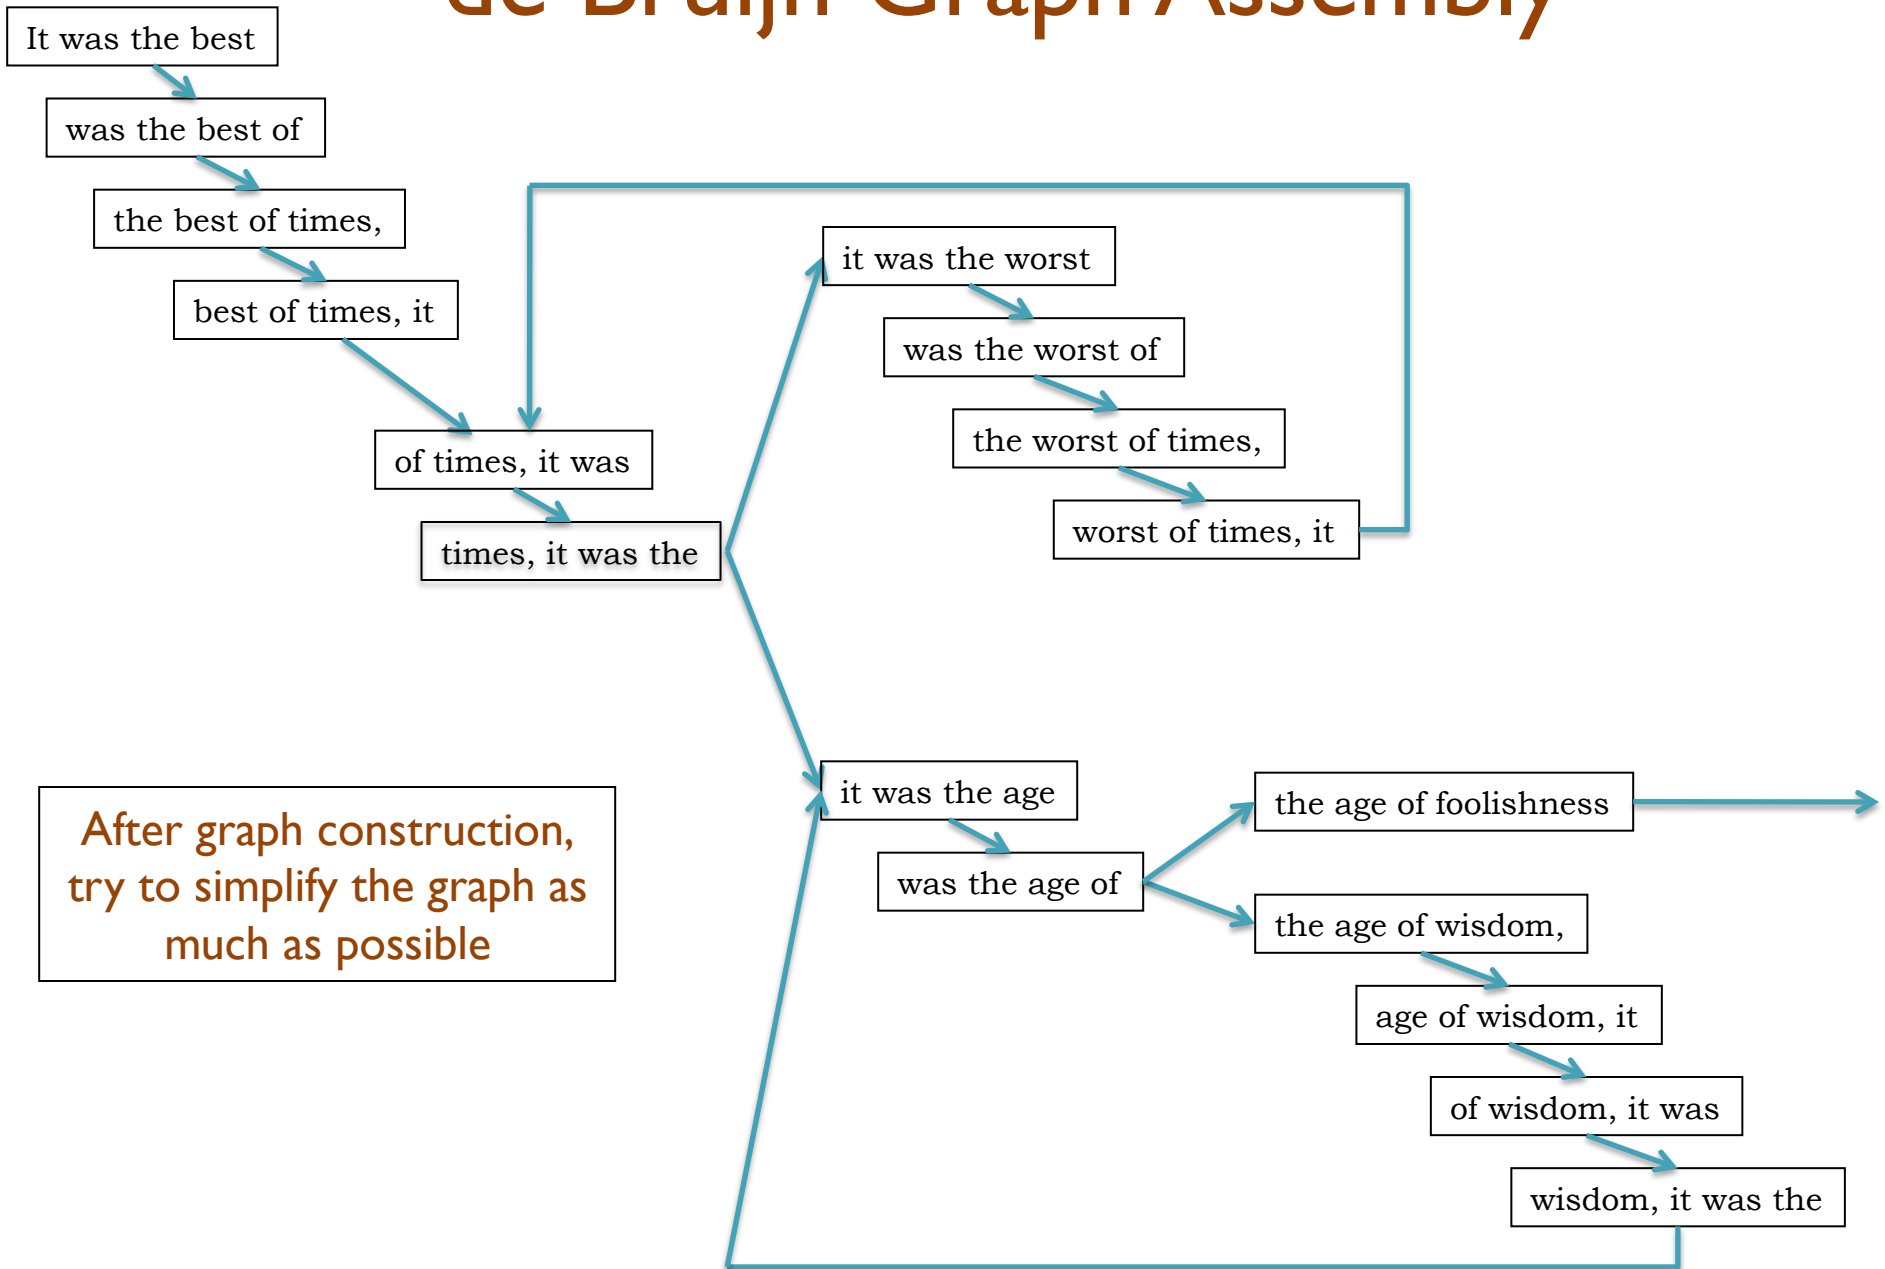 de Bruijn Graph Assembly
It was the best
was the best of
the best of times,
best of times, it
of times, it was
times, it was the
it was the worst
was the worst of
the worst of times,
worst of times, it
it was the age
was the age of
the age of foolishness
the age of wisdom,
age of wisdom, it
of wisdom, it was
wisdom, it was the
After graph construction,
try to simplify the graph as
much as possible